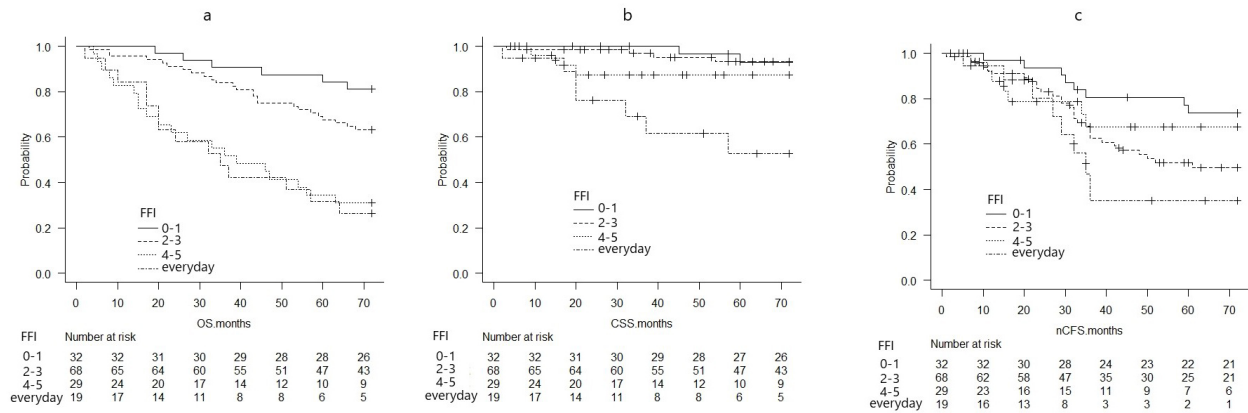 a
1.0
0.8
0.6
0.4
0.2
0.0
Probability
FFI
0-1
2-3
4-5
everyday
0 10 20 30 40 50 60 70
OS.months
FFI Number at risk
0-1 32 32 31 30 29 28 28 26
2-3 68 65 64 60 55 51 47 43
4-5 29 24 20 17 14 12 10 9
everyday 19 17 14 11 8 8 6 5
b
1.0
0.8
0.6
0.4
0.2
0.0
Probability
FFI
0-1
2-3
4-5
everyday
0 10 20 30 40 50 60 70
CSS.months
FFI Number at risk
0-1 32 32 31 30 29 28 27 26
2-3 68 65 64 60 55 51 47 43
4-5 29 24 20 17 14 12 10 9
everyday 19 17 14 11 8 8 6 5
c
1.0
0.8
0.6
0.4
0.2
0.0
Probability
FFI
0-1
2-3
4-5
everyday
0 10 20 30 40 50 60 70
nCFS.months
FFI Number at risk
0-1 32 32 30 28 24 23 22 21
2-3 68 62 58 47 35 30 25 21
4-5 29 23 16 15 11 9 7 6
everyday 19 16 13 8 3 3 2 1